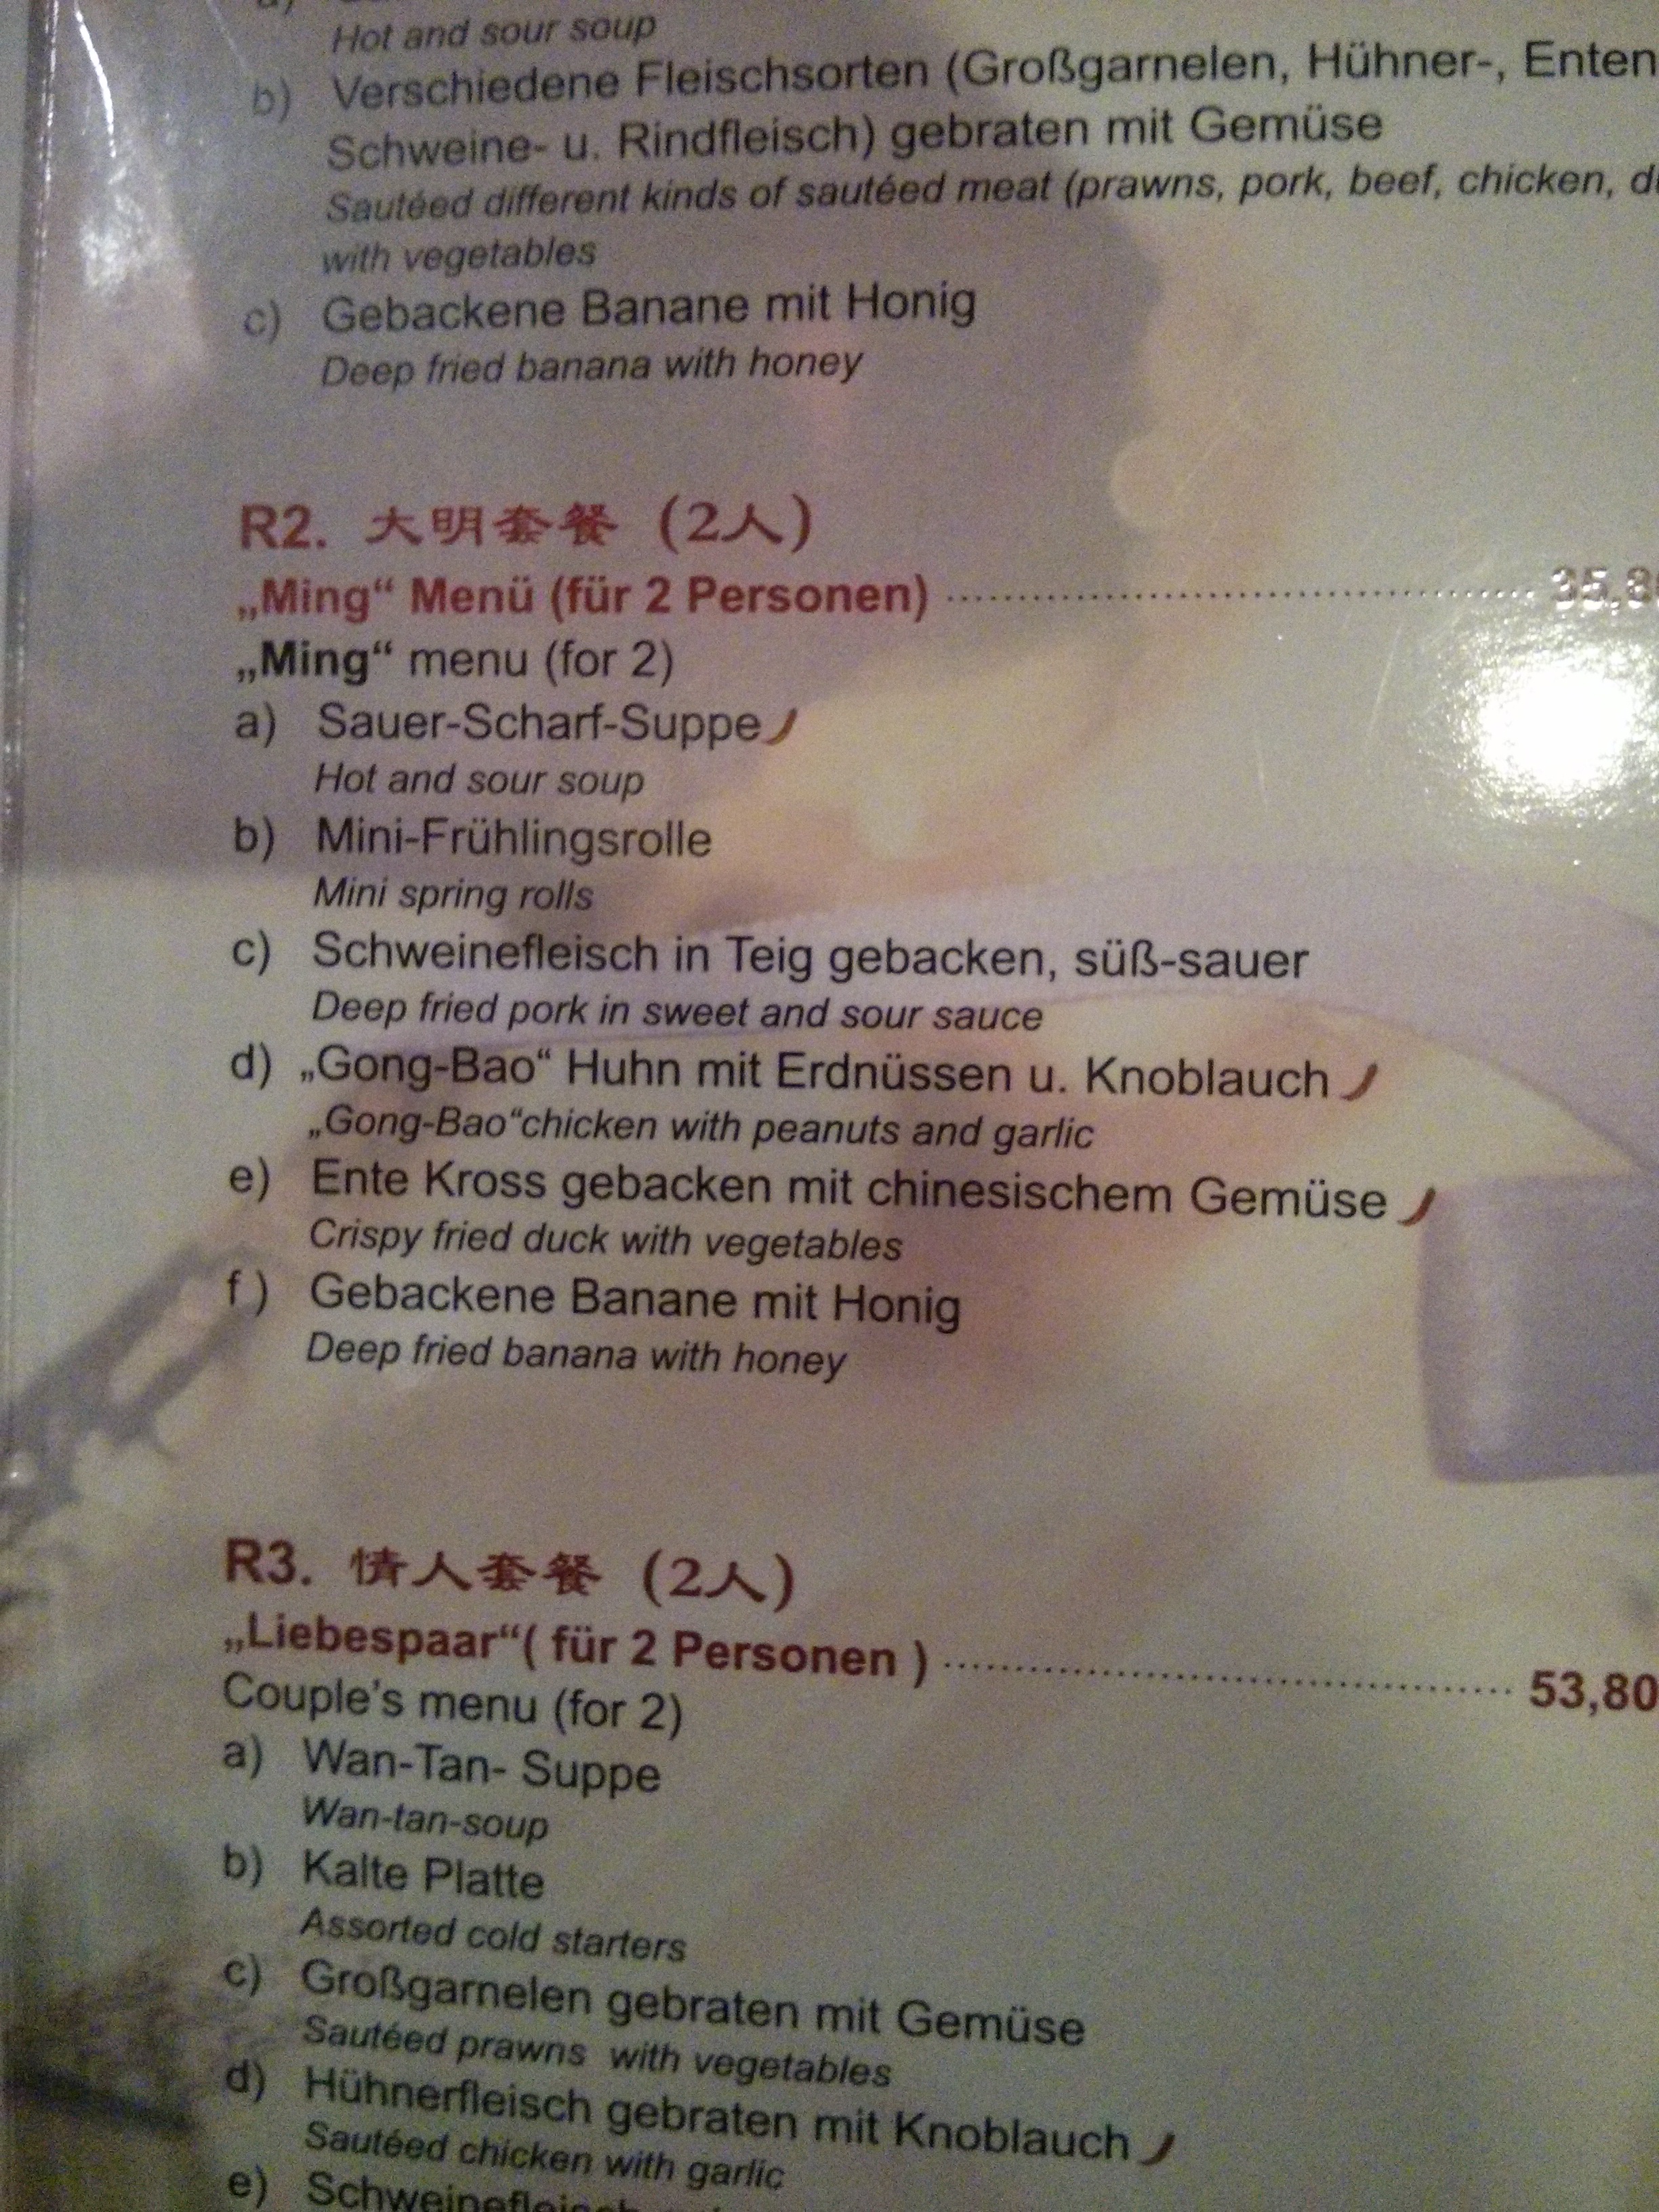 Hot and sour soup
b) Verschiedene Fleischsorten (Großgarnelen, Hühner-, Enten
Schweine- u. Rindfleisch) gebraten mit Gemüse
Sautéed different kinds of sautéed meat (prawns, pork, beef, chicken,
with vegetables
c) Gebackene Banane mit Honig
Deep fried banana with honey
R2. 大明套餐 (2人)
„Ming“ Menü (für 2 Personen) 35,8
„Ming“ menu (for 2)
a) Sauer-Scharf-Suppe
Hot and sour soup
b) Mini-Frühlingsrolle
Mini spring rolls
c) Schweinefleisch in Teig gebacken, süß-sauer
Deep fried pork in sweet and sour sauce
d) „Gong-Bao“ Huhn mit Erdnüssen u. Knoblauch
„Gong-Bao“chicken with peanuts and garlic
e) Ente Kross gebacken mit chinesischem Gemüse
Crispy fried duck with vegetables
f ) Gebackene Banane mit Honig
Deep fried banana with honey
R3. 情人套餐 (2人)
„Liebespaar“( für 2 Personen ) 53,80
Couple's menu (for 2)
a) Wan-Tan- Suppe
Wan-tan-soup
b) Kalte Platte
Assorted cold starters
c) Großgarnelen gebraten mit Gemüse
Sautéed prawns with vegetables
d) Hühnerfleisch gebraten mit Knoblauch
Sautéed chicken with garlic
e) Schweinefleisch